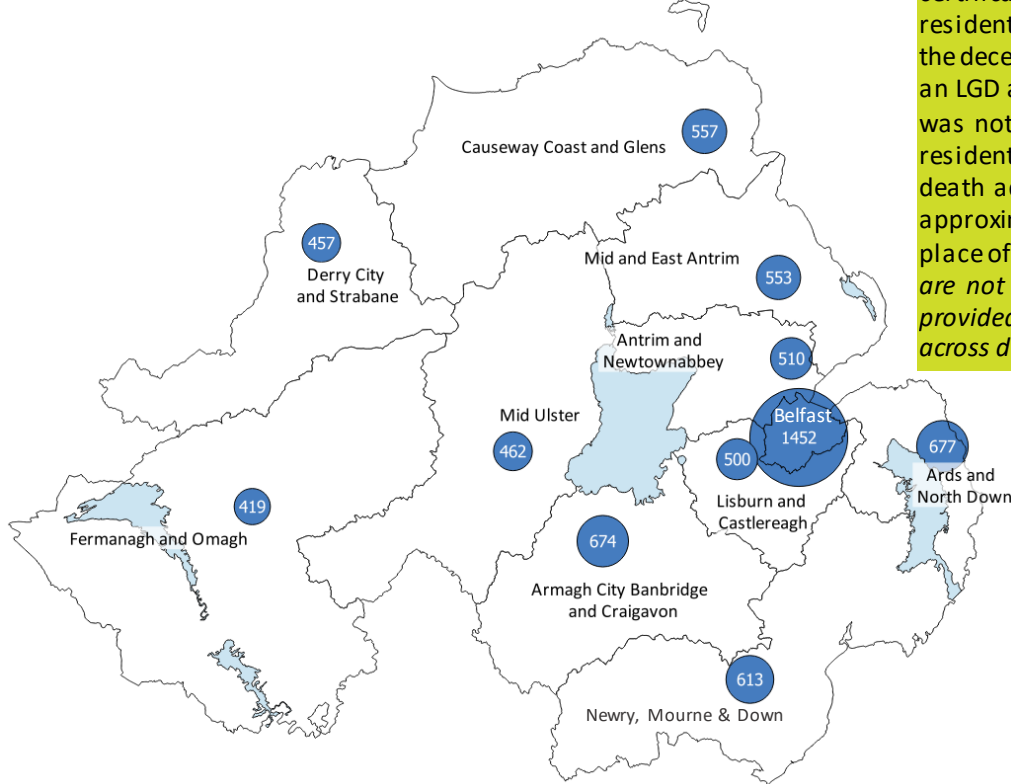 resident
the dece
an LGD a
was not
resident
death ac
approxin
place of
are not
provided
across d
557
Causeway Coast and Glens
457
Derry City
and Strabane
Mid and East Antrim
553
Antrim and
Newtownabbey
510
Mid Ulster
462
Belfast
1452
500
Lisburn and
Castlereagh
677
Ards and
North Down
419
Fermanagh and Omagh
674
Armagh City Banbridge
and Craigavon
613
Newry, Mourne & Down